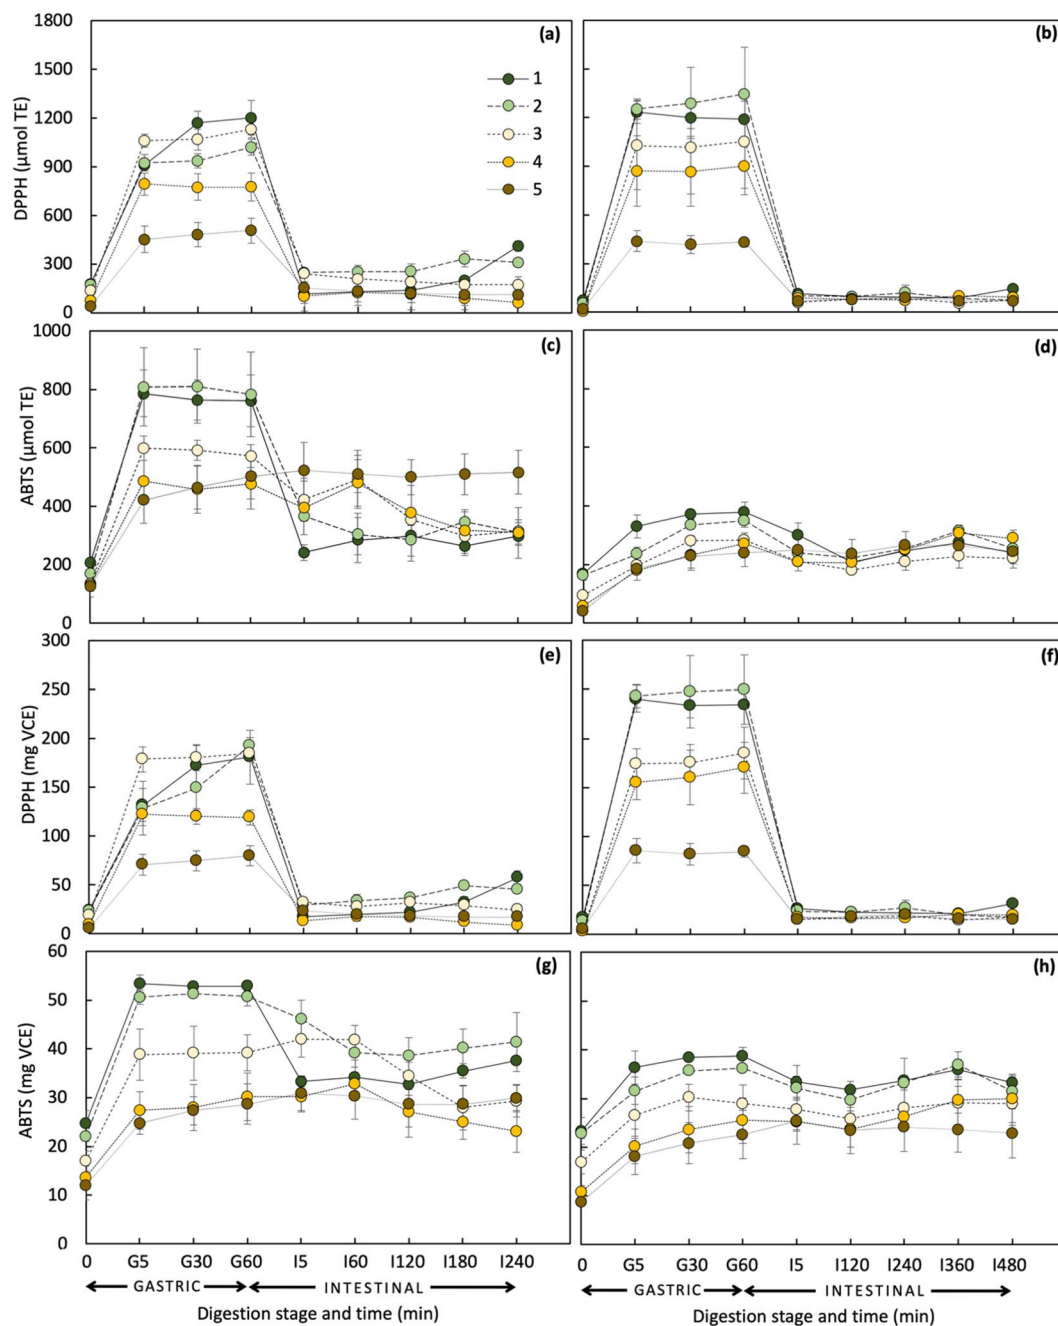 (a)
(b)
1800
1500
1200
900
600
300
0
DPPH (µmol TE)
1
2
3
4
5
(c)
(d)
1000
800
600
400
200
0
ABTS (µmol TE)
(e)
(f)
300
250
200
150
100
50
0
DPPH (mg VCE)
(g)
(h)
60
50
40
30
20
10
0
ABTS (mg VCE)
0 G5 G30 G60 I5 I60 I120 I180 I240
0 G5 G30 G60 I5 I120 I240 I360 I480
GASTRIC INTESTINAL
GASTRIC INTESTINAL
Digestion stage and time (min)
Digestion stage and time (min)